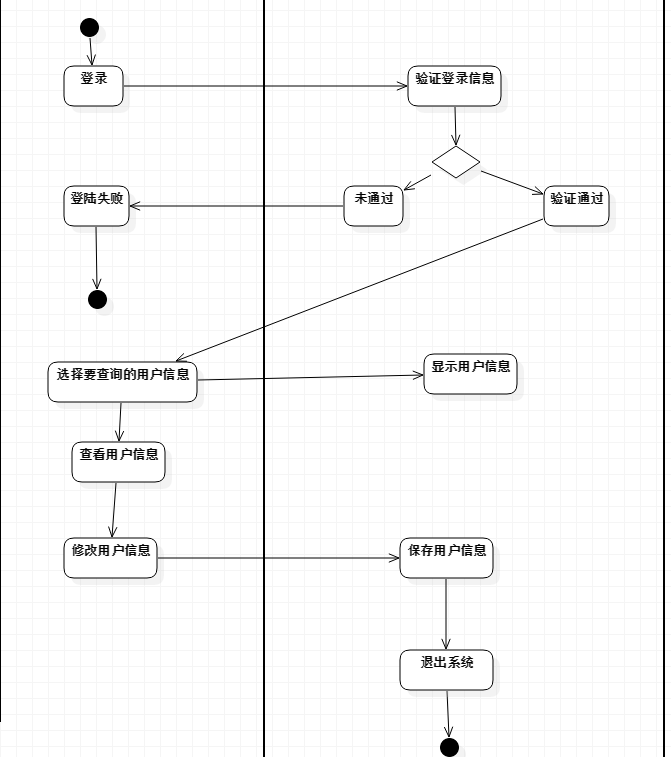 登录
验证登录信息
登陆失败
未通过
验证通过
选择要查询的用户信息
显示用户信息
查看用户信息
修改用户信息
保存用户信息
退出系统